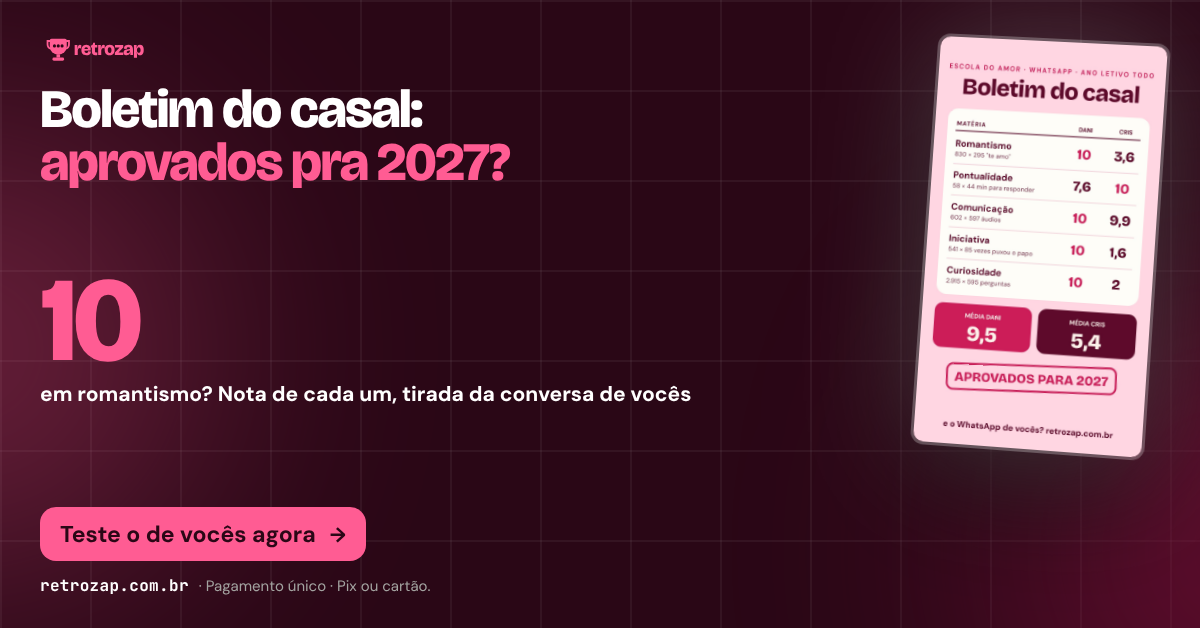 retrozap
Boletim do casal:
aprovados pra 2027?
10
em romantismo? Nota de cada um, tirada da conversa de vocês
Teste o de vocês agora →
retrozap.com.br · Pagamento único · Pix ou cartão.
ESCOLA DO AMOR · WHATSAPP · ANO LETIVO TODO
Boletim do casal
MATÉRIA DANI CRIS
Romantismo 10 3,6
830 × 295 "te amo"
Pontualidade 7,6 10
58 × 44 min para responder
Comunicação 10 9,9
602 × 597 áudios
Iniciativa 10 1,6
541 × 85 vezes puxou o papo
Curiosidade 10 2
2.915 × 595 perguntas
MÉDIA DANI
9,5
MÉDIA CRIS
5,4
APROVADOS PARA 2027
e o WhatsApp de vocês? retrozap.com.br